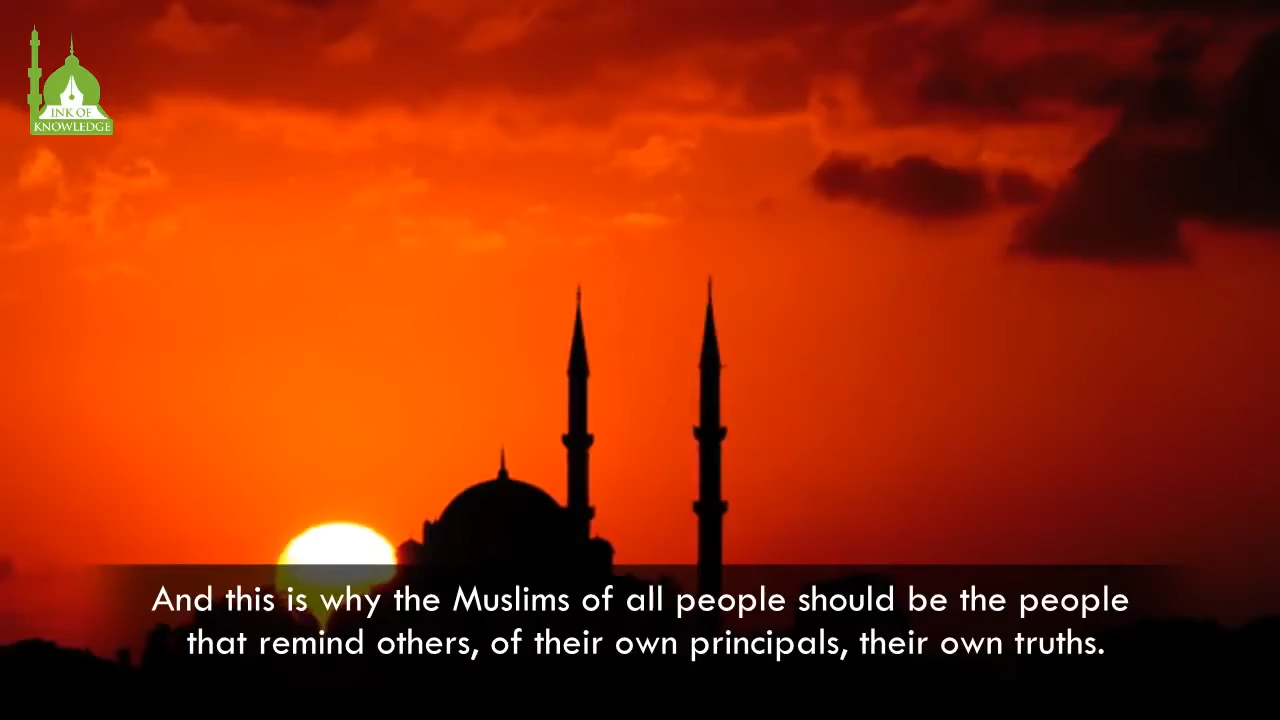 INK OF
KNOWLEDGE
And this is why the Muslims of all people should be the people
that remind others, of their own principals, their own truths.